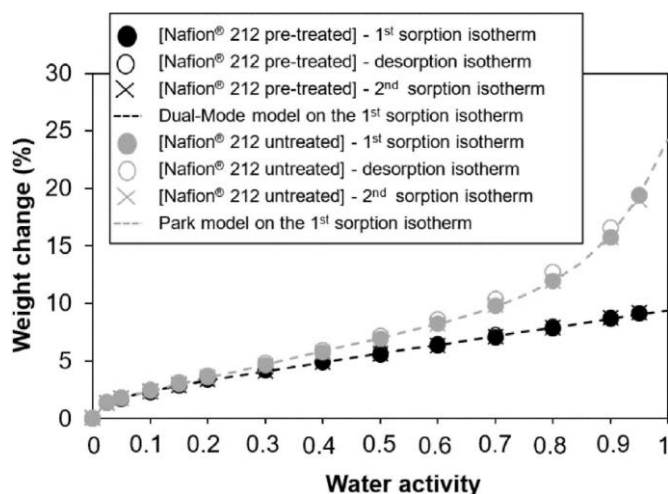 [Nafion® 212 pre-treated] - 1st sorption isotherm
[Nafion® 212 pre-treated] - desorption isotherm
[Nafion® 212 pre-treated] - 2nd sorption isotherm
Dual-Mode model on the 1st sorption isotherm
[Nafion® 212 untreated] - 1st sorption isotherm
[Nafion® 212 untreated] - desorption isotherm
[Nafion® 212 untreated] - 2nd sorption isotherm
Park model on the 1st sorption isotherm
Weight change (%)
30
25
20
15
10
5
0
0 0.1 0.2 0.3 0.4 0.5 0.6 0.7 0.8 0.9 1
Water activity